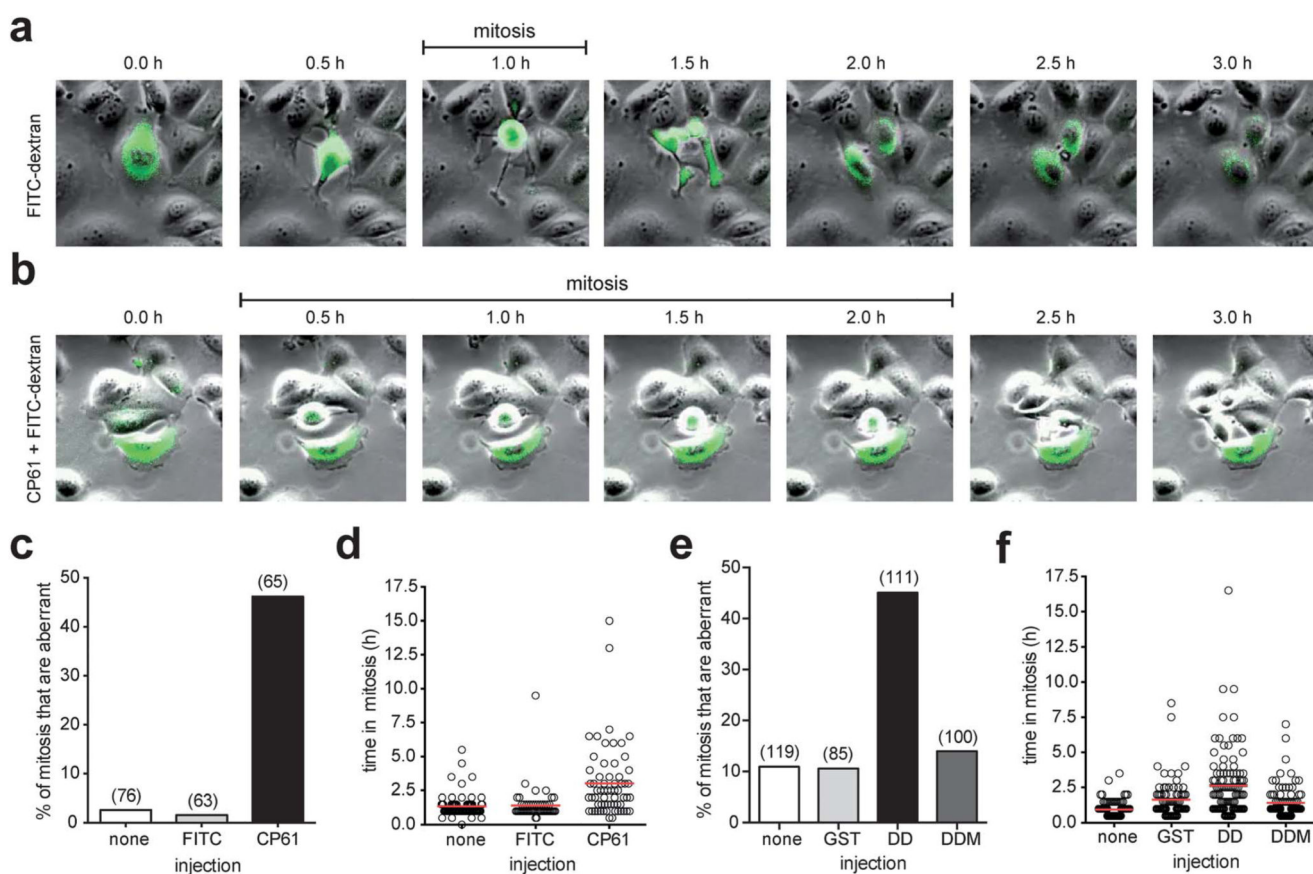 a
mitosis
0.0 h 0.5 h 1.0 h 1.5 h 2.0 h 2.5 h 3.0 h
FITC-dextran
b
mitosis
0.0 h 0.5 h 1.0 h 1.5 h 2.0 h 2.5 h 3.0 h
CP61 + FITC-dextran
c
% of mitosis that are aberrant
50
40
30
20
10
0
(76) (63) (65)
none FITC CP61
injection
d
time in mitosis (h)
17.5
15.0
12.5
10.0
7.5
5.0
2.5
0.0
none FITC CP61
injection
e
% of mitosis that are aberrant
50
40
30
20
10
0
(119) (85) (111) (100)
none GST DD DDM
injection
f
time in mitosis (h)
17.5
15.0
12.5
10.0
7.5
5.0
2.5
0.0
none GST DD DDM
injection